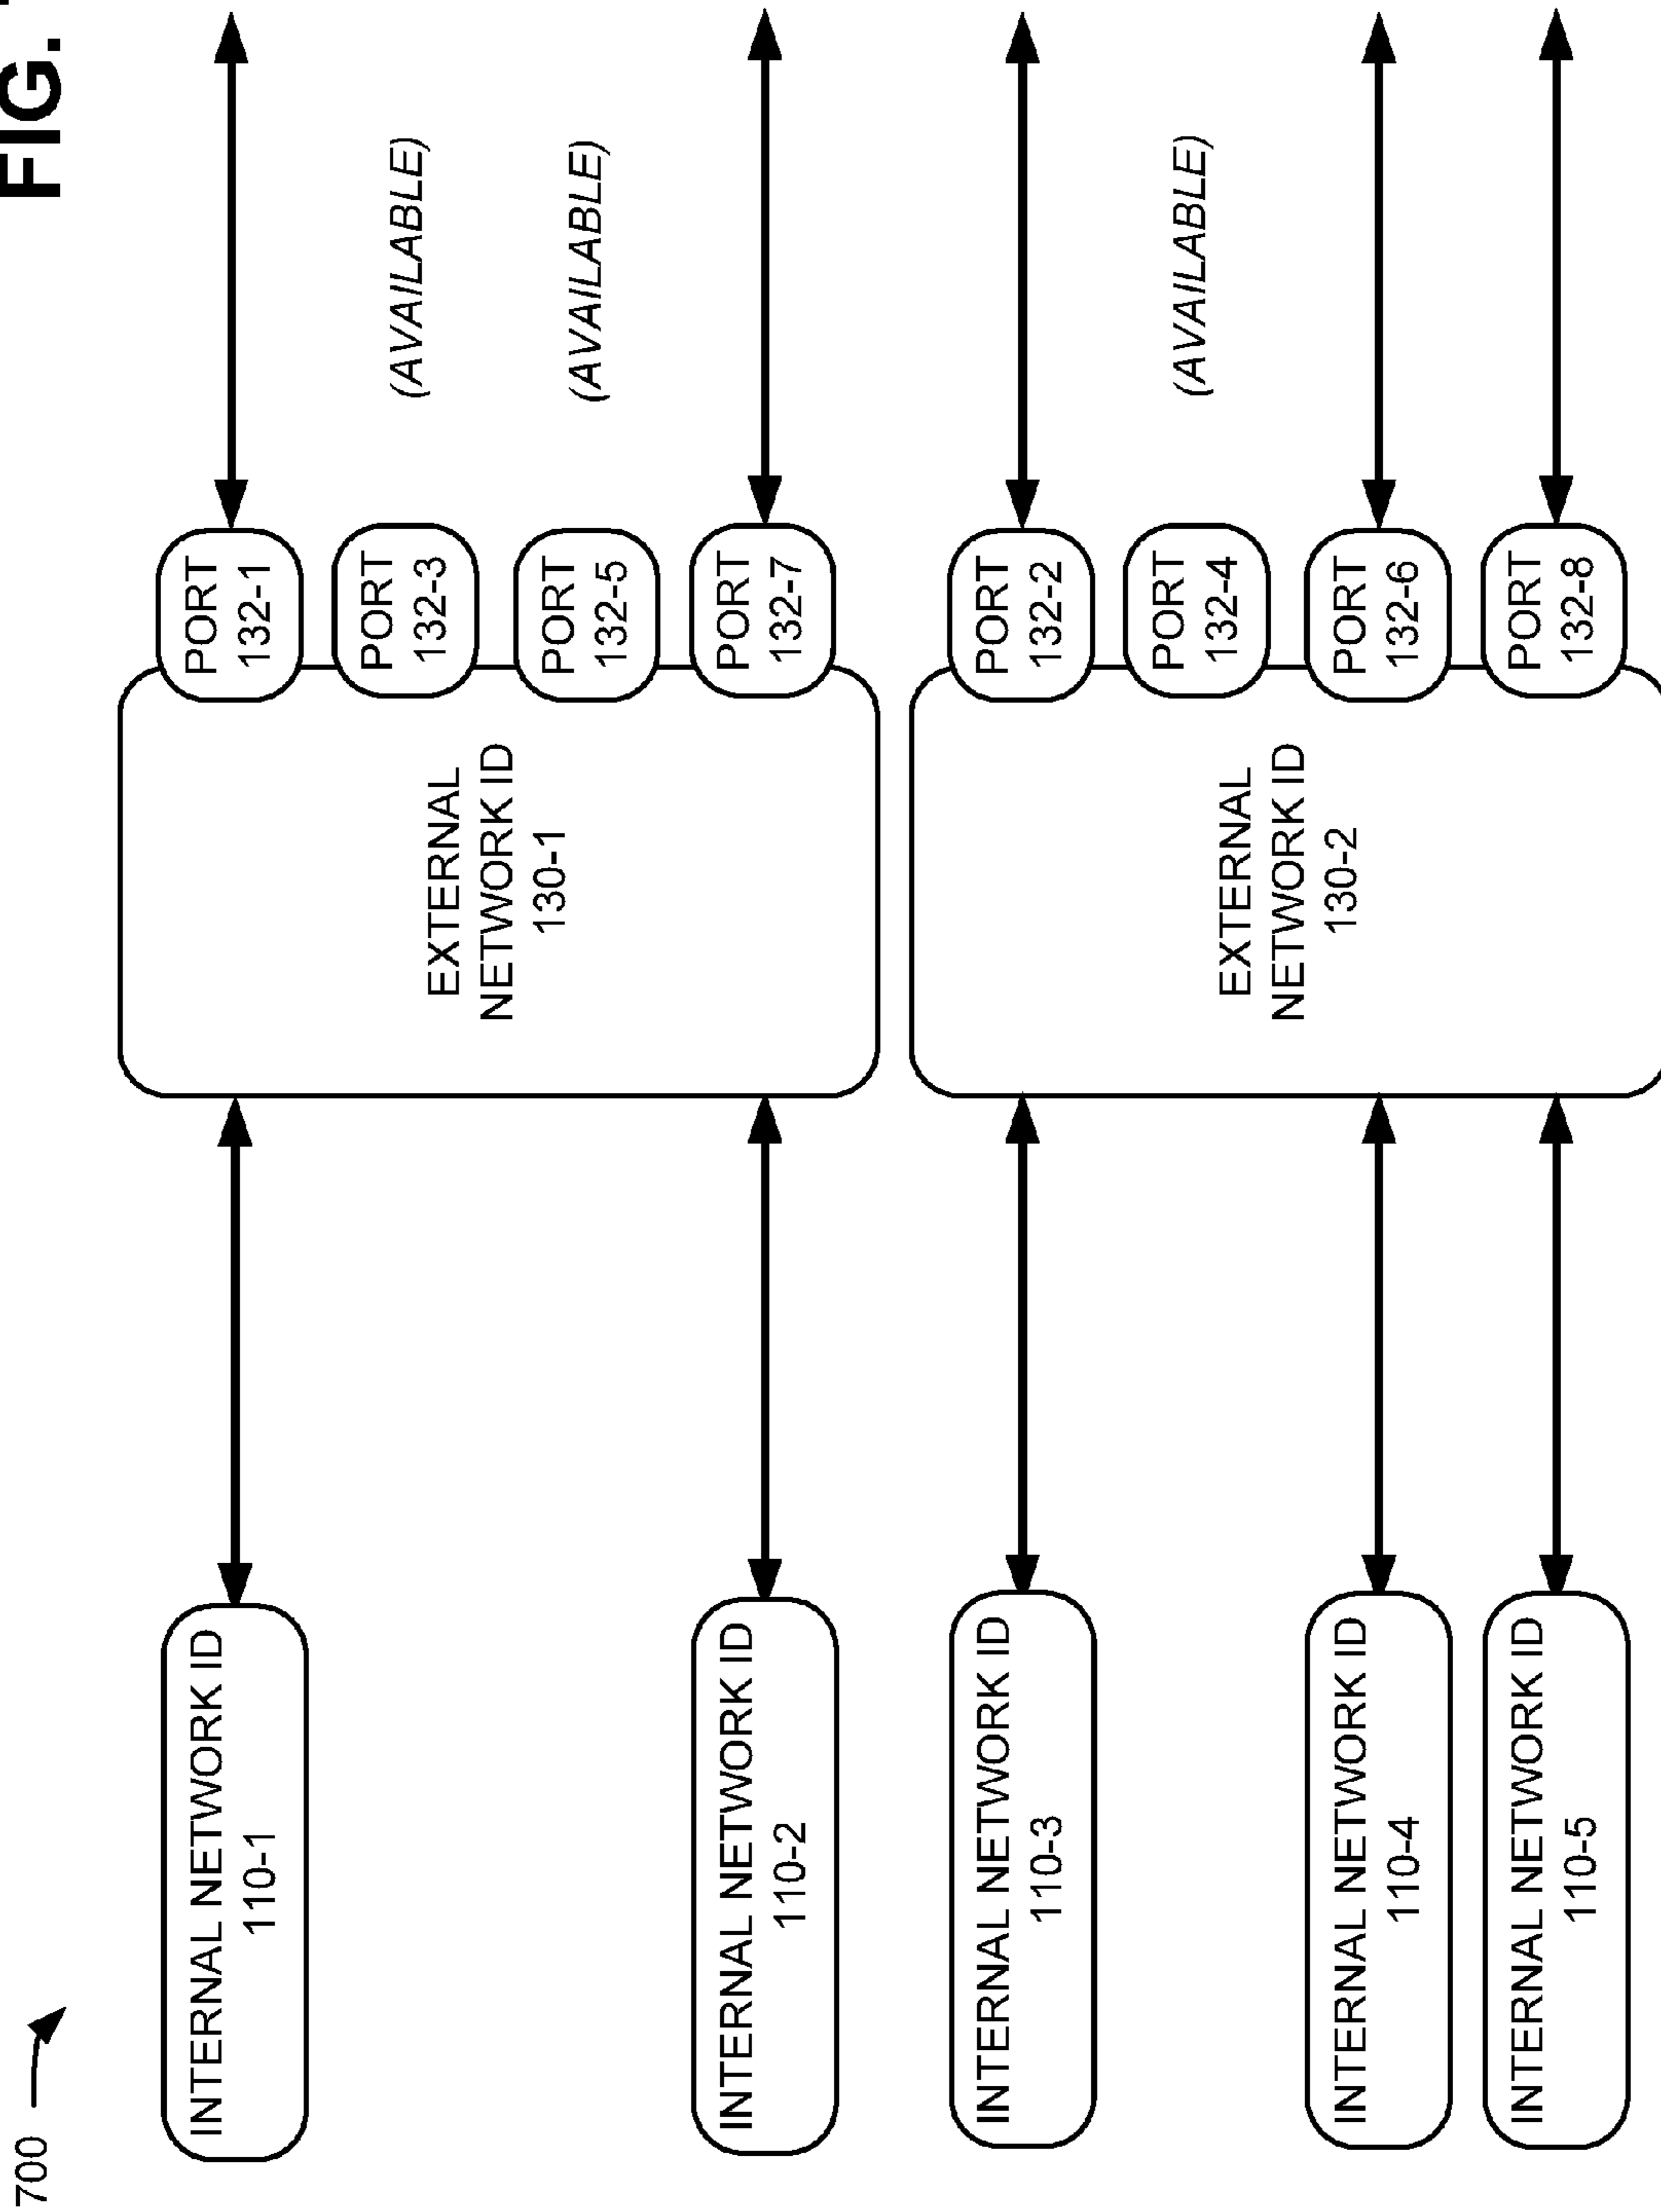 FIG.
700
INTERNAL NETWORK ID
110-1
EXTERNAL
NETWORK ID
130-1
PORT
132-1
PORT
132-3
(AVAILABLE)
PORT
132-5
(AVAILABLE)
INTERNAL NETWORK ID
110-2
PORT
132-7
INTERNAL NETWORK ID
110-3
EXTERNAL
NETWORK ID
130-2
PORT
132-2
PORT
132-4
(AVAILABLE)
INTERNAL NETWORK ID
110-4
PORT
132-6
INTERNAL NETWORK ID
110-5
PORT
132-8